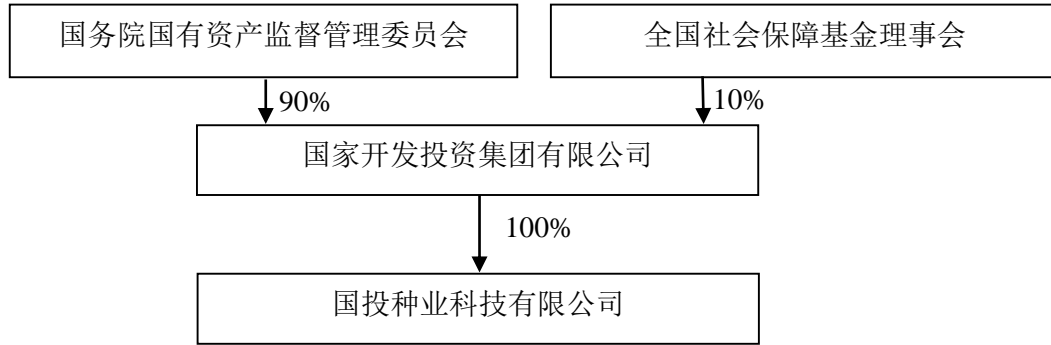 国务院国有资产监督管理委员会
全国社会保障基金理事会
90%
10%
国家开发投资集团有限公司
100%
国投种业科技有限公司